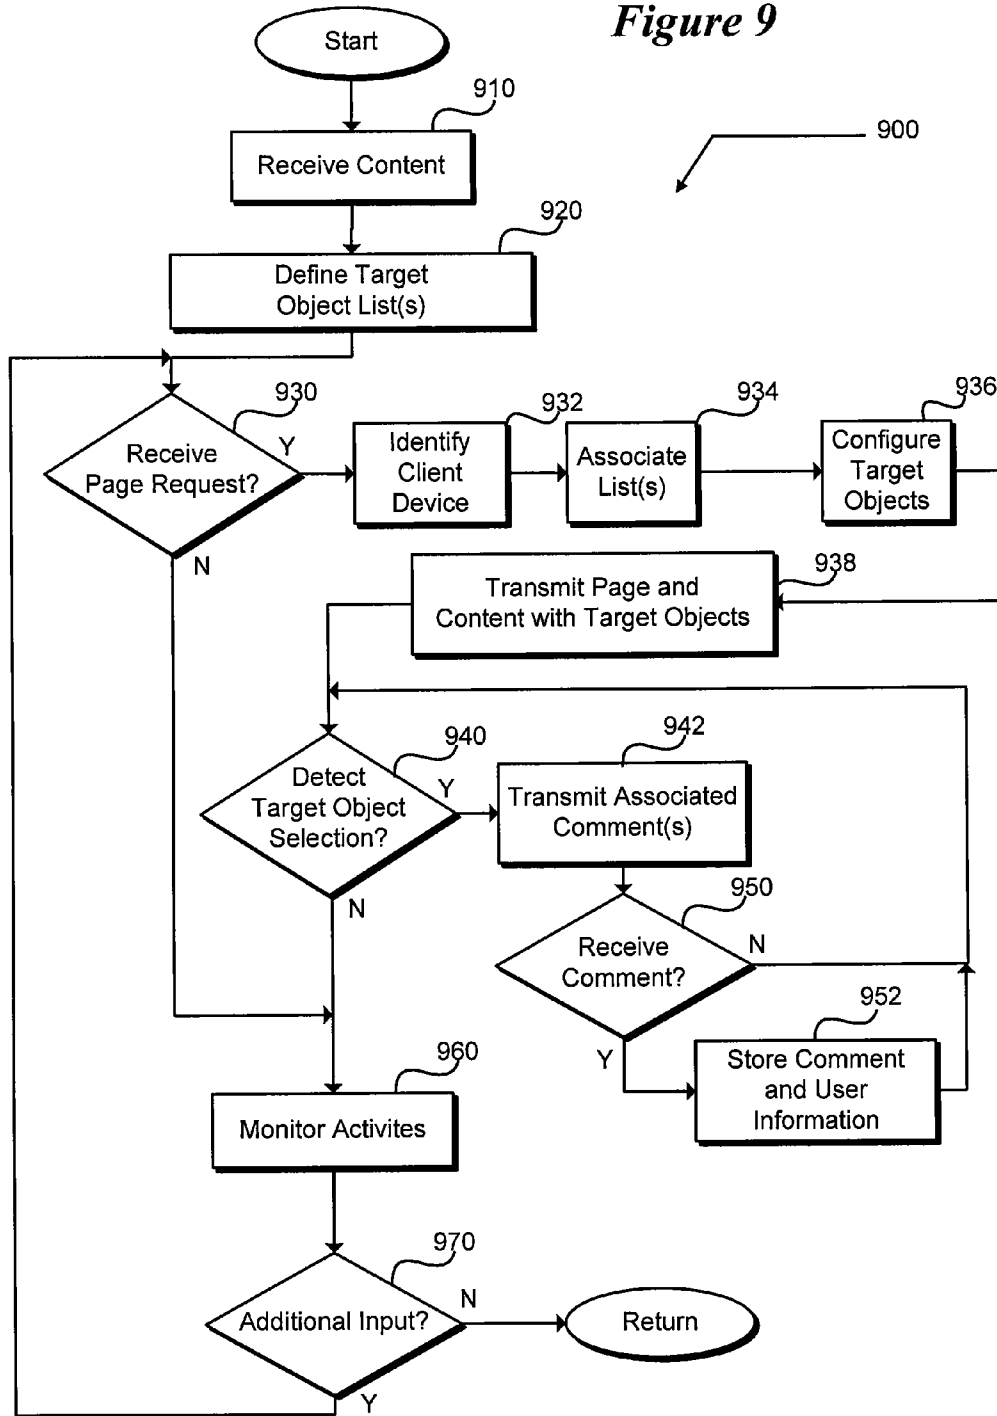 Figure 9
Start
910
Receive Content
900
920
Define Target
Object List(s)
930
Receive
Page Request?
Y
N
932
Identify
Client
Device
934
Associate
List(s)
936
Configure
Target
Objects
938
Transmit Page and
Content with Target Objects
940
Detect
Target Object
Selection?
Y
N
942
Transmit Associated
Comment(s)
950
Receive
Comment?
N
Y
952
Store Comment
and User
Information
960
Monitor Activites
970
Additional Input?
N
Y
Return